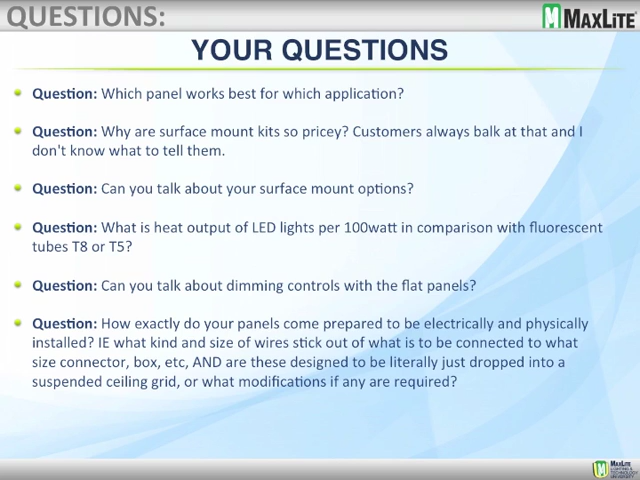 QUESTIONS:
MAXLITE®
YOUR QUESTIONS
Question: Which panel works best for which application?
Question: Why are surface mount kits so pricey? Customers always balk at that and I
don't know what to tell them.
Question: Can you talk about your surface mount options?
Question: What is heat output of LED lights per 100watt in comparison with fluorescent
tubes T8 or T5?
Question: Can you talk about dimming controls with the flat panels?
Question: How exactly do your panels come prepared to be electrically and physically
installed? IE what kind and size of wires stick out of what is to be connected to what
size connector, box, etc, AND are these designed to be literally just dropped into a
suspended ceiling grid, or what modifications if any are required?
MAXLITE
LIGHTING &
TECHNOLOGY
UNIVERSITY